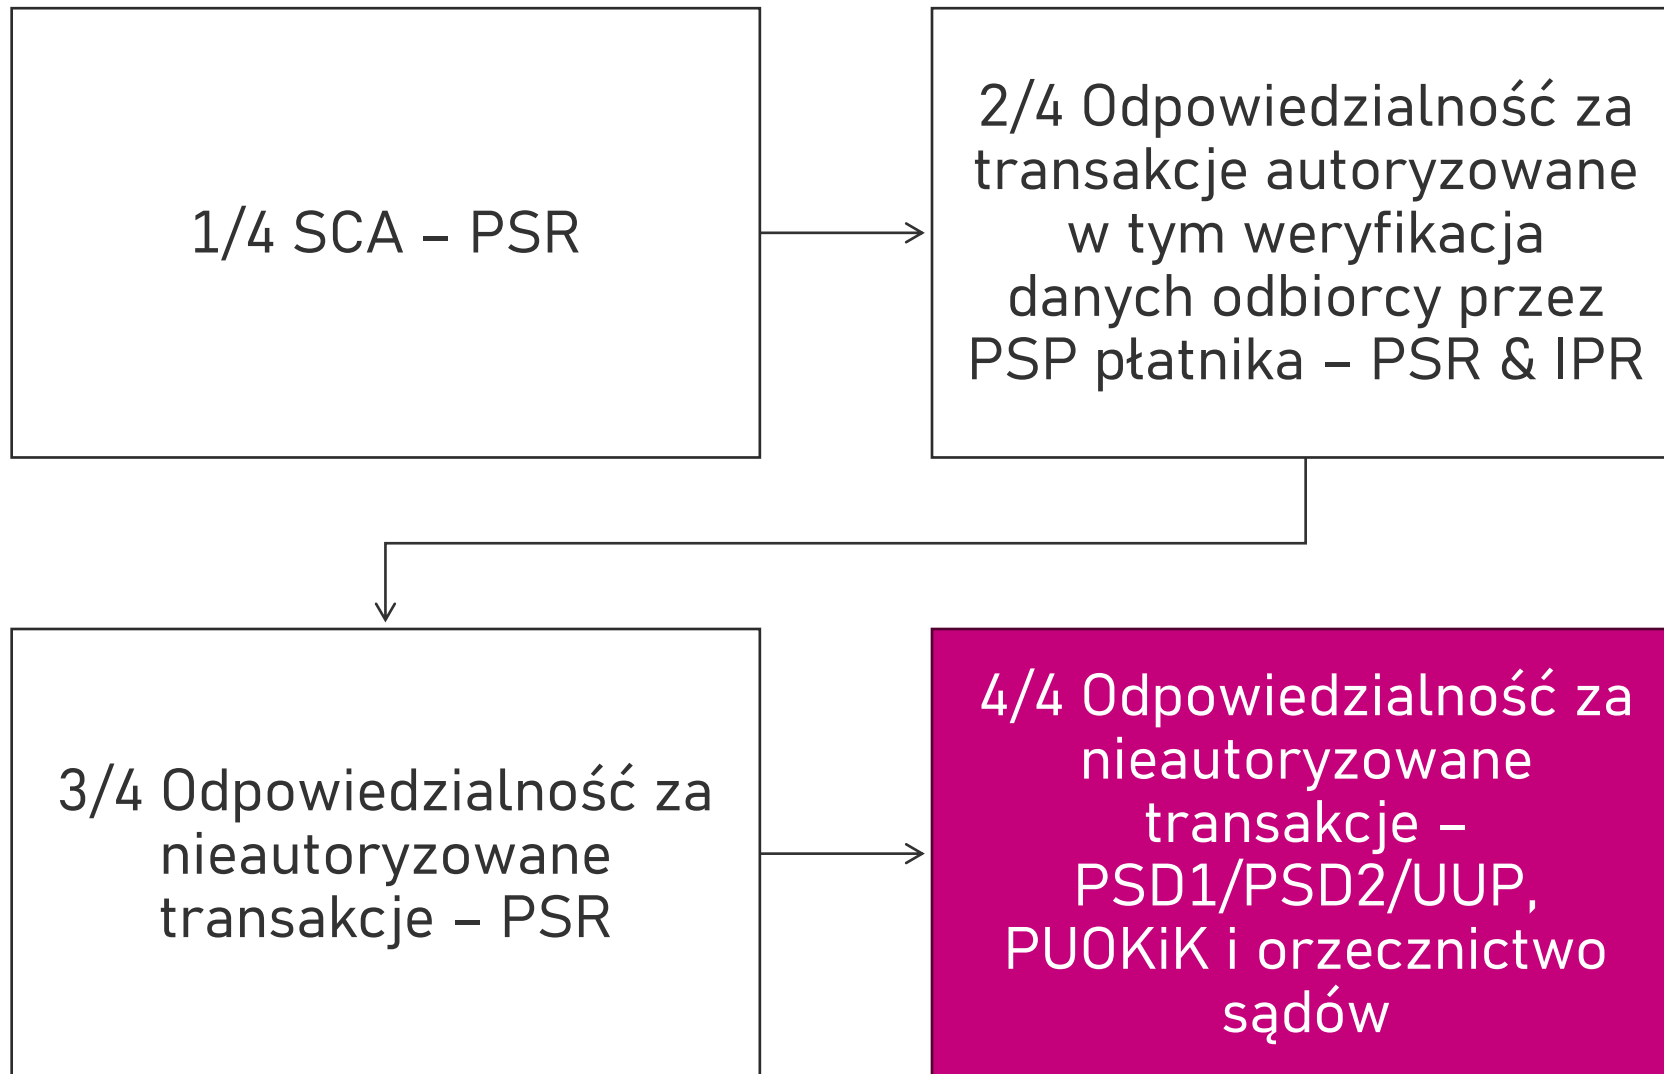 1/4 SCA – PSR
2/4 Odpowiedzialność za
transakcje autoryzowane
w tym weryfikacja
danych odbiorcy przez
PSP płatnika – PSR & IPR
3/4 Odpowiedzialność za
nieautoryzowane
transakcje – PSR
4/4 Odpowiedzialność za
nieautoryzowane
transakcje –
PSD1/PSD2/UUP,
PUOKiK i orzecznictwo
sądów